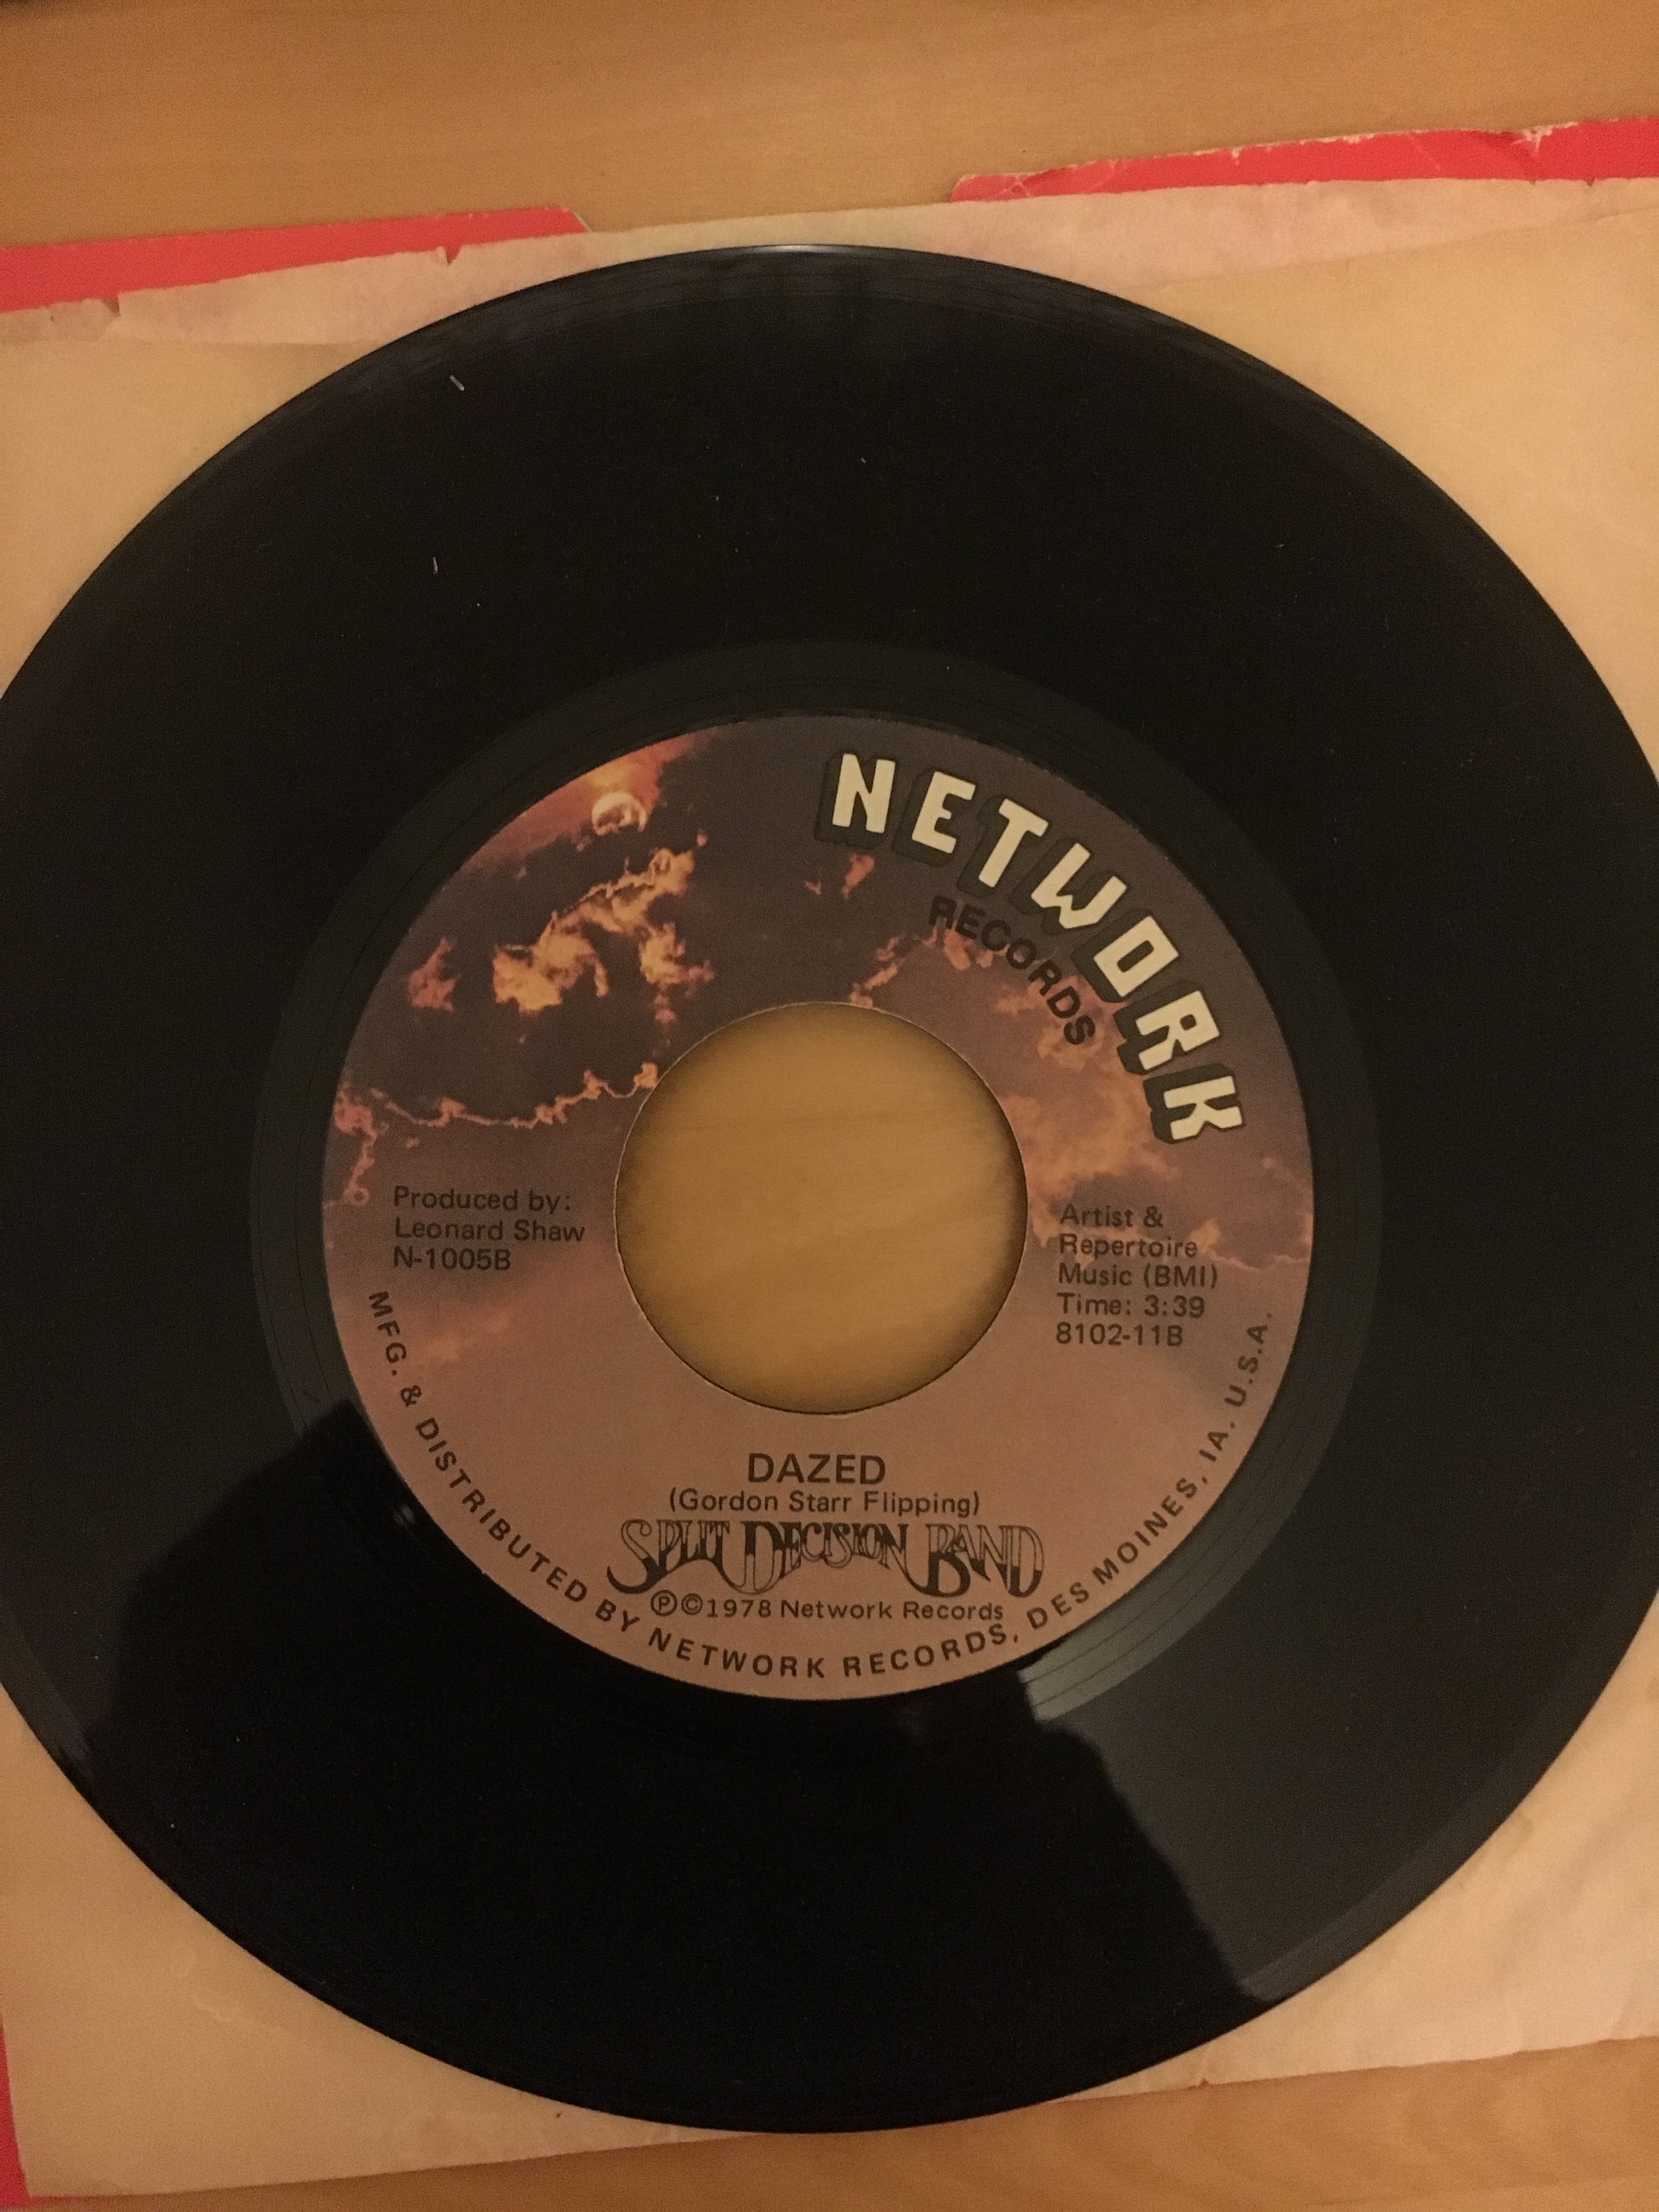 NETWORK
RECORDS
Produced by:
Leonard Shaw
N-1005B
Artist &
Repertoire
Music (BMI)
Time: 3:39
8102-11B
DAZED
(Gordon Starr Flipping)
SPLIT DECISION BAND
℗©1978 Network Records
MFG. & DISTRIBUTED BY NETWORK RECORDS, DES MOINES, IA. U.S.A.